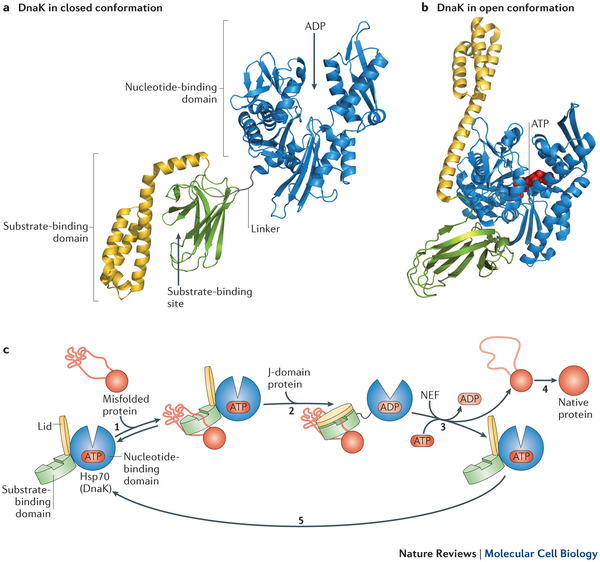 a DnaK in closed conformation
ADP
Nucleotide-binding
domain
Substrate-binding
domain
Linker
Substrate-binding
site
b DnaK in open conformation
ATP
c
Misfolded
protein
1
Lid
ATP
Nucleotide-
binding
domain
Hsp70
(DnaK)
Substrate-
binding
domain
ATP
J-domain
protein
2
ADP
NEF
ADP
3
ATP
4
Native
protein
ATP
5
Nature Reviews | Molecular Cell Biology